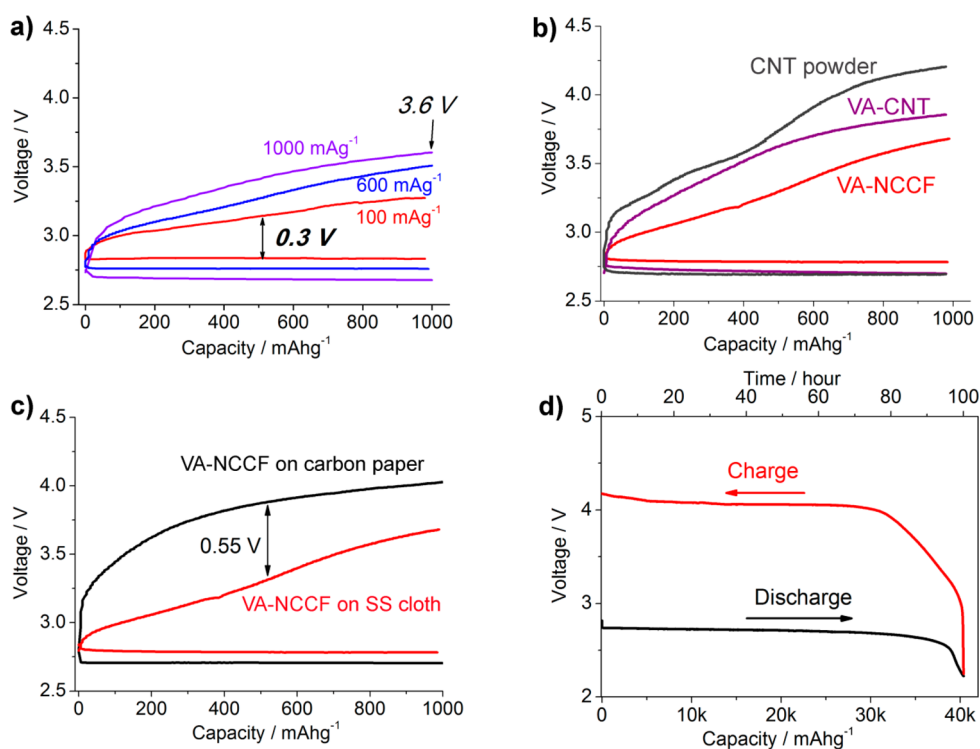 a)
4.5
4.0
3.5
3.0
2.5
Voltage / V
3.6 V
1000 mAg⁻¹
600 mAg⁻¹
100 mAg⁻¹
0.3 V
0 200 400 600 800 1000
Capacity / mAhg⁻¹
b)
4.5
4.0
3.5
3.0
2.5
Voltage / V
CNT powder
VA-CNT
VA-NCCF
0 200 400 600 800 1000
Capacity / mAhg⁻¹
c)
4.5
4.0
3.5
3.0
2.5
Voltage / V
VA-NCCF on carbon paper
0.55 V
VA-NCCF on SS cloth
0 200 400 600 800 1000
Capacity / mAhg⁻¹
d)
Time / hour
0 20 40 60 80 100
5
4
3
2
Voltage / V
Charge
Discharge
0 10k 20k 30k 40k
Capacity / mAhg⁻¹